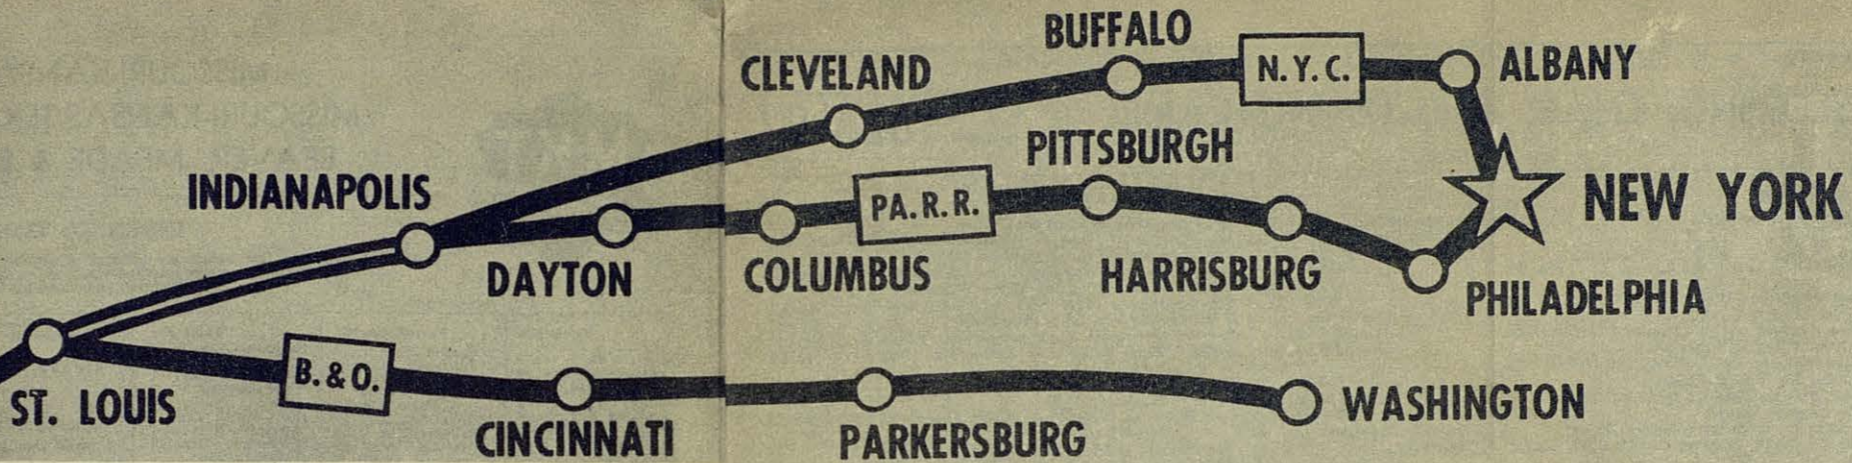 BUFFALO
CLEVELAND
N.Y.C.
ALBANY
PITTSBURGH
INDIANAPOLIS
PA. R. R.
NEW YORK
DAYTON
COLUMBUS
HARRISBURG
PHILADELPHIA
B. & O.
ST. LOUIS
WASHINGTON
CINCINNATI
PARKERSBURG